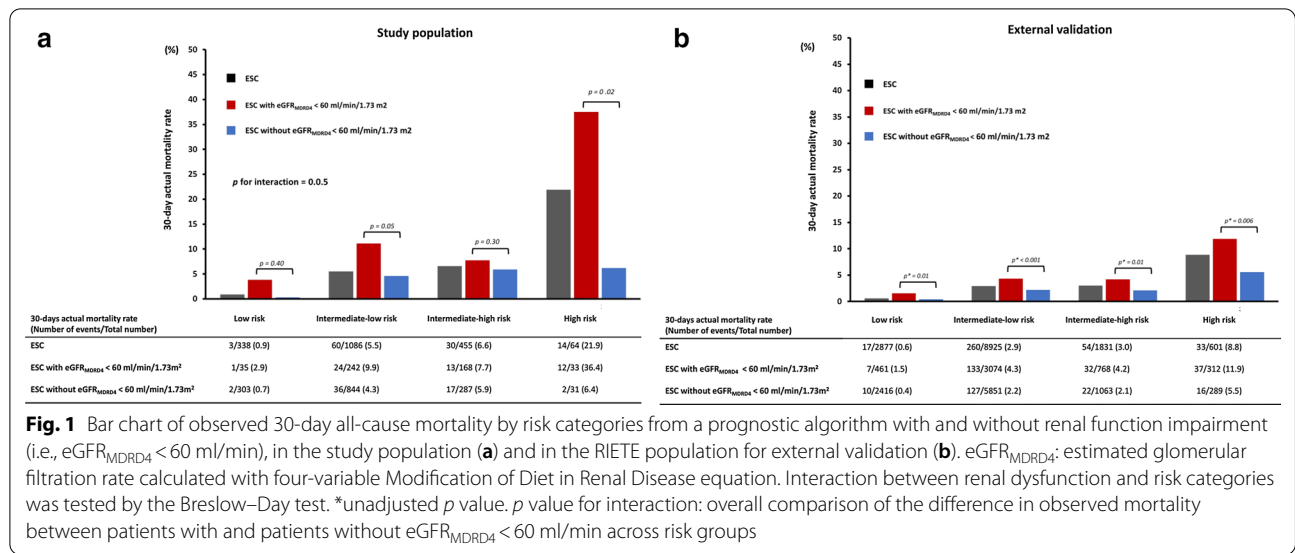 a
Study population
(%)
50
45
40
35
30
25
20
15
10
5
0
30-day actual mortality rate
ESC
ESC with eGFRMDRD4 < 60 ml/min/1.73 m2
ESC without eGFRMDRD4 < 60 ml/min/1.73 m2
p for interaction = 0.0.5
p = 0.40
p = 0.05
p = 0.30
p = 0 .02
30-days actual mortality rate
(Number of events/Total number) Low risk Intermediate-low risk Intermediate-high risk High risk
ESC 3/338 (0.9) 60/1086 (5.5) 30/455 (6.6) 14/64 (21.9)
ESC with eGFRMDRD4 < 60 ml/min/1.73m² 1/35 (2.9) 24/242 (9.9) 13/168 (7.7) 12/33 (36.4)
ESC without eGFRMDRD4 < 60 ml/min/1.73m² 2/303 (0.7) 36/844 (4.3) 17/287 (5.9) 2/31 (6.4)
b
External validation
(%)
50
45
40
35
30
25
20
15
10
5
0
30-day actual mortality rate
ESC
ESC with eGFRMDRD4 < 60 ml/min/1.73 m2
ESC without eGFRMDRD4 < 60 ml/min/1.73 m2
p* = 0.01
p* < 0.001
p* = 0.01
p* = 0.006
30-days actual mortality rate
(Number of events/Total number) Low risk Intermediate-low risk Intermediate-high risk High risk
ESC 17/2877 (0.6) 260/8925 (2.9) 54/1831 (3.0) 33/601 (8.8)
ESC with eGFRMDRD4 < 60 ml/min/1.73m² 7/461 (1.5) 133/3074 (4.3) 32/768 (4.2) 37/312 (11.9)
ESC without eGFRMDRD4 < 60 ml/min/1.73m² 10/2416 (0.4) 127/5851 (2.2) 22/1063 (2.1) 16/289 (5.5)
Fig. 1 Bar chart of observed 30-day all-cause mortality by risk categories from a prognostic algorithm with and without renal function impairment
(i.e., eGFRMDRD4 < 60 ml/min), in the study population (a) and in the RIETE population for external validation (b). eGFRMDRD4: estimated glomerular
filtration rate calculated with four-variable Modification of Diet in Renal Disease equation. Interaction between renal dysfunction and risk categories
was tested by the Breslow–Day test. *unadjusted p value. p value for interaction: overall comparison of the difference in observed mortality
between patients with and patients without eGFRMDRD4 < 60 ml/min across risk groups